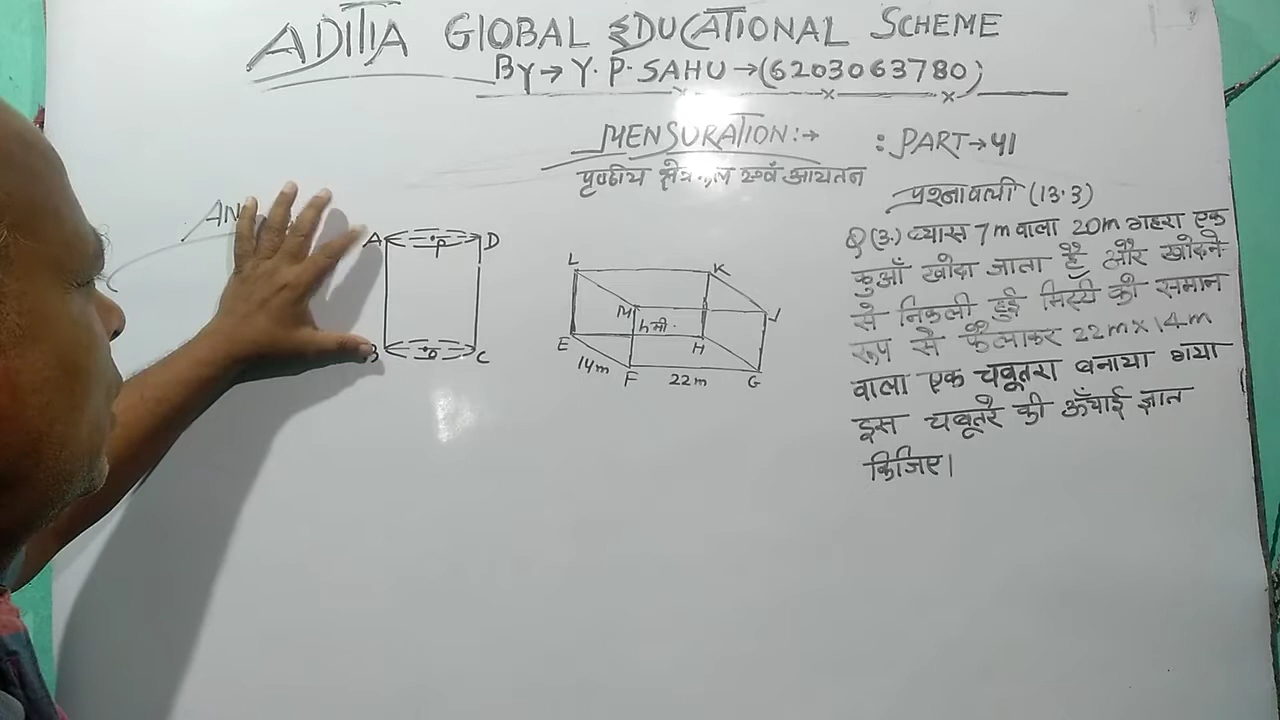 ADITIA GLOBAL EDUCATIONAL SCHEME
BY→ Y. P. SAHU →(6203063780)
MENSURATION:→ : PART→41
पृष्ठीय क्षेत्रफल एवं आयतन
प्रश्नावली (13.3)
Q(3.) व्यास 7m वाला 20m गहरा एक
कुआँ खोदा जाता है और खोदने
से निकली हुई मिट्टी को समान
रूप से फैलाकर 22m×14m
वाला एक चबूतरा बनाया गया
इस चबूतरे की ऊँचाई ज्ञात
किजिए।
A P D
B O C
L K
M J
hमी.
E H
14m F 22m G